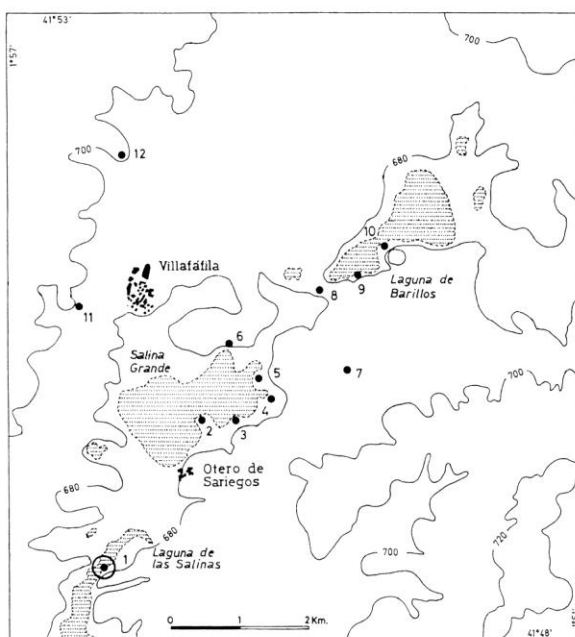 41°53'
1°57'
700
680
700
12
10
Villafáfila
Laguna de
Barillos
9
8
11
6
Salina
Grande
5
7
4
700
2
3
Otero de
Sariegos
680
680
1
Laguna de
las Salinas
700
720
0
1
2 Km.
41°48'